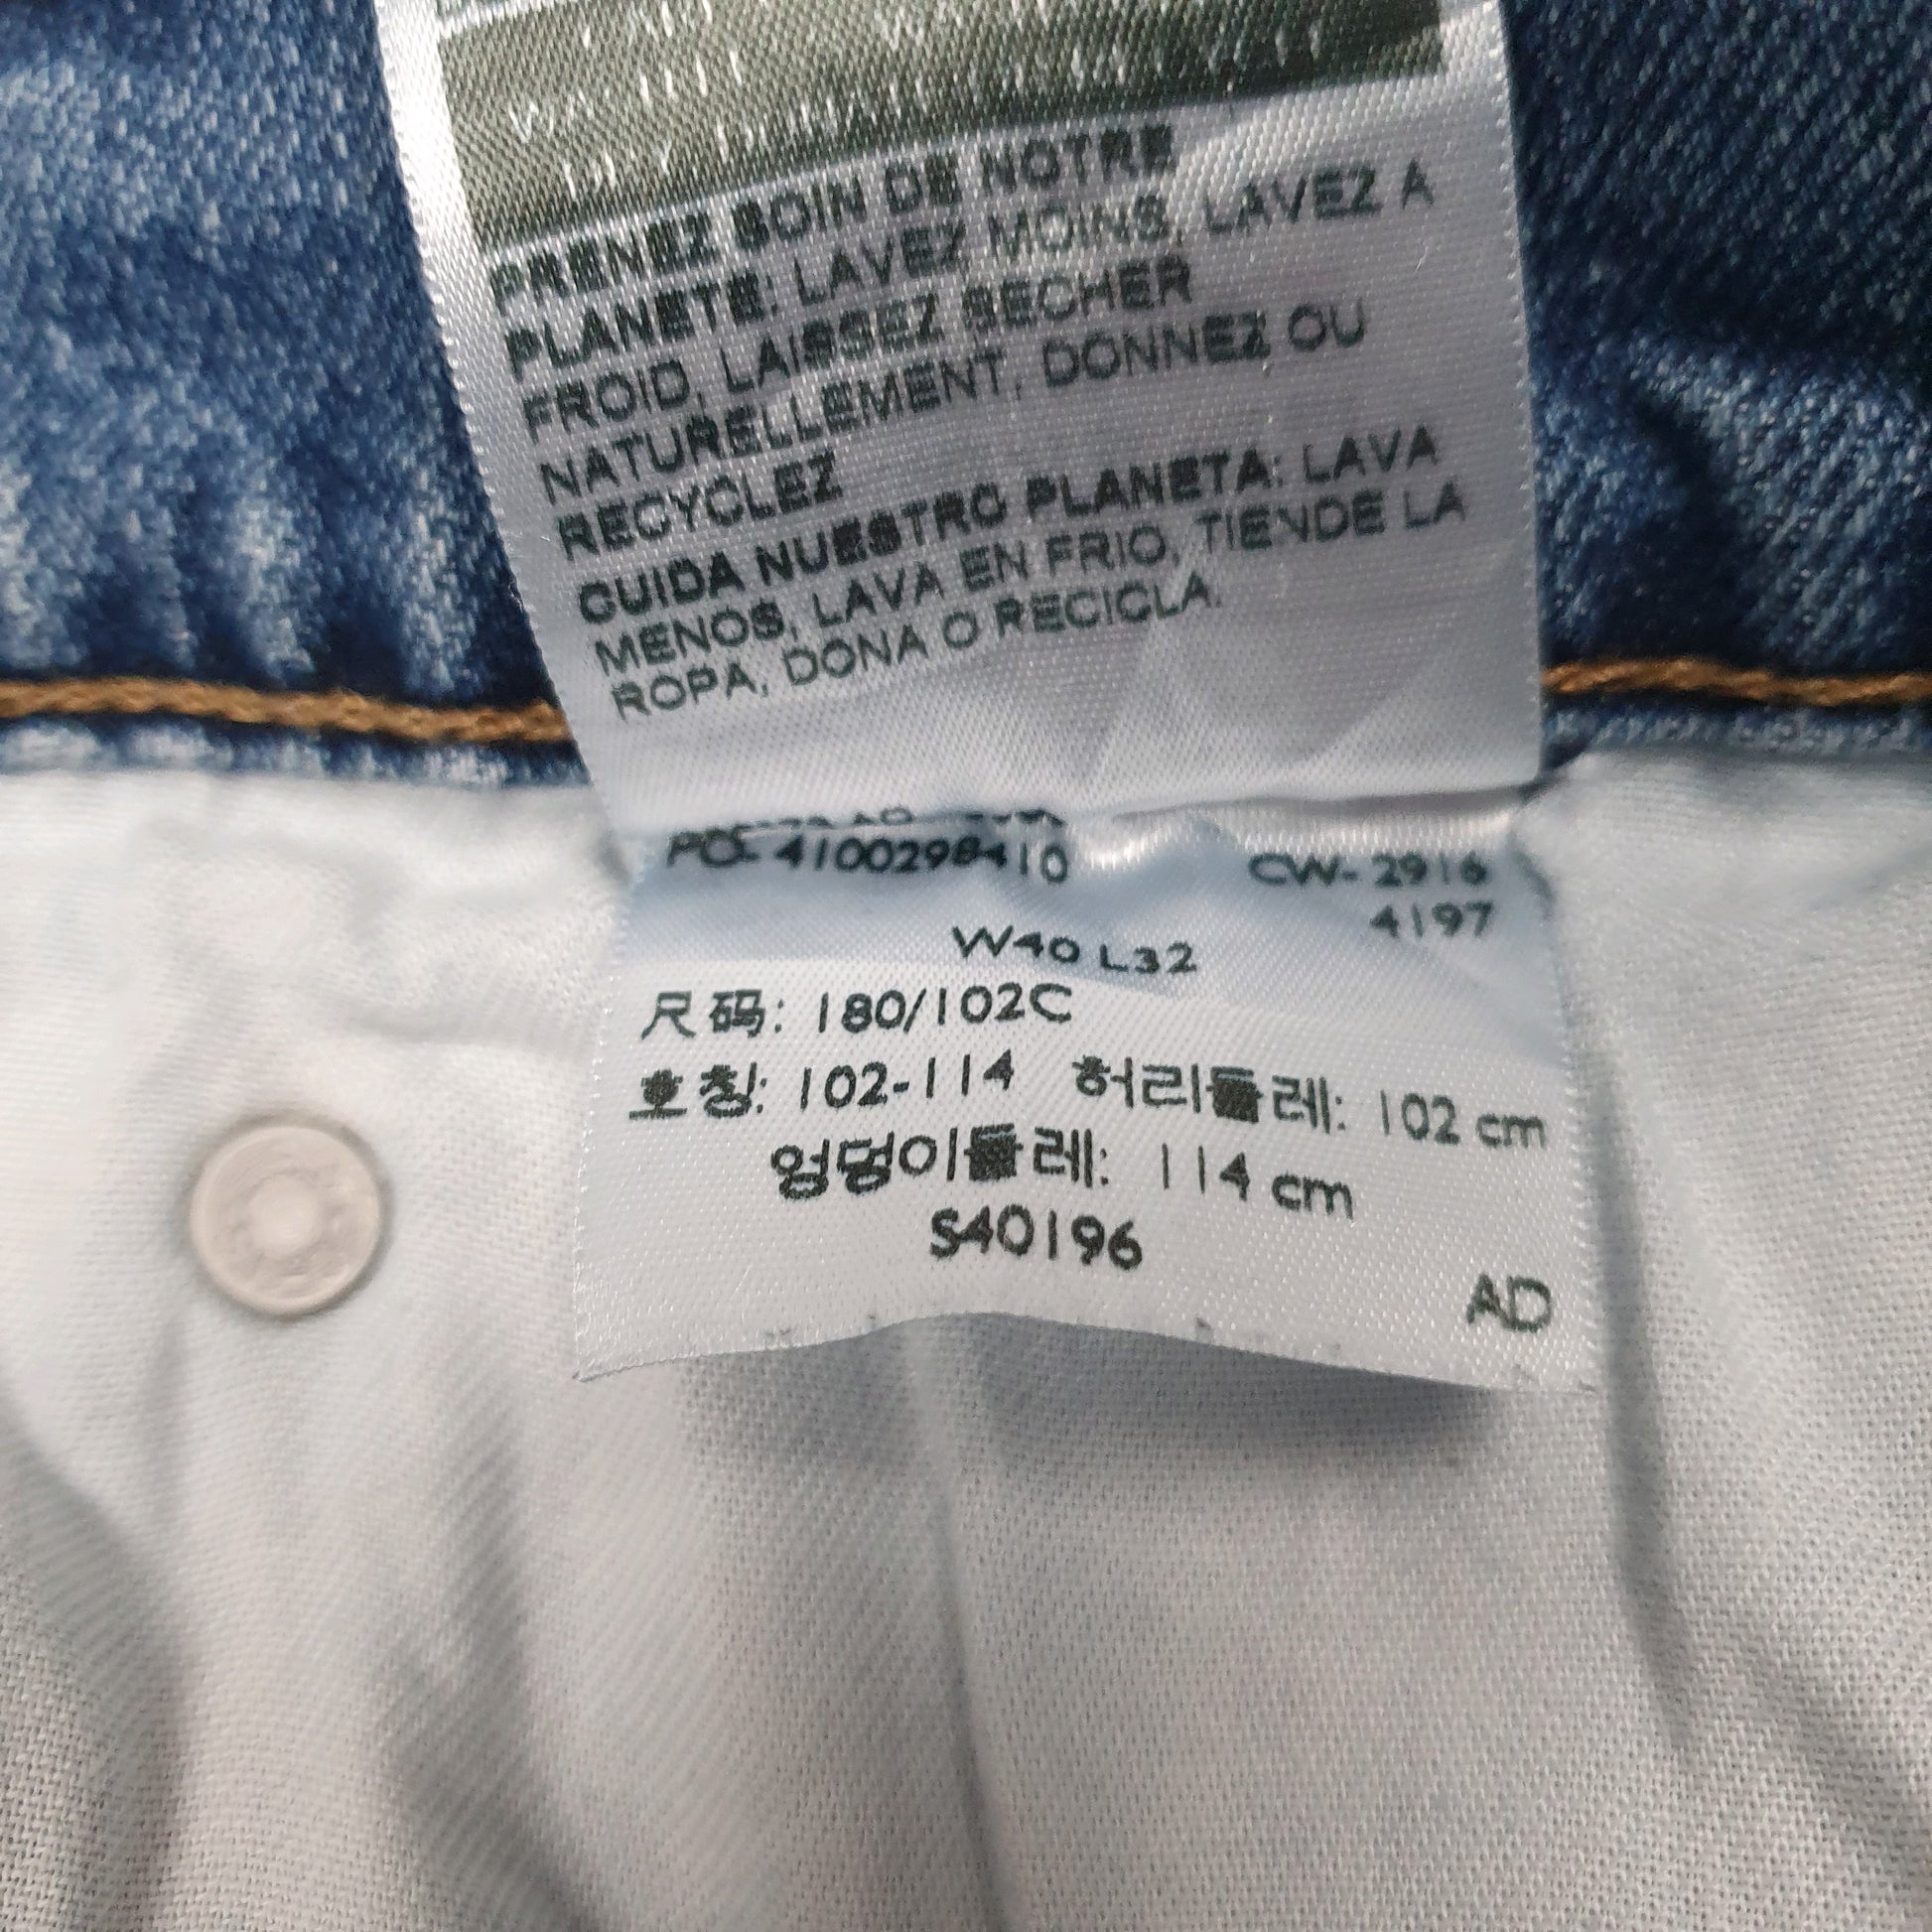 PRENEZ SOIN DE NOTRE
PLANETE: LAVEZ MOINS, LAVEZ A
FROID, LAISSEZ SECHER
NATURELLEMENT, DONNEZ OU
RECYCLEZ
CUIDA NUESTRO PLANETA: LAVA
MENOS, LAVA EN FRIO, TIENDE LA
ROPA, DONA O RECICLA.
PO- 4100298410 CW- 2916
4197
W40 L32
尺码: 180/102C
호칭: 102-114 허리둘레: 102 cm
엉덩이둘레: 114 cm
S40196
AD